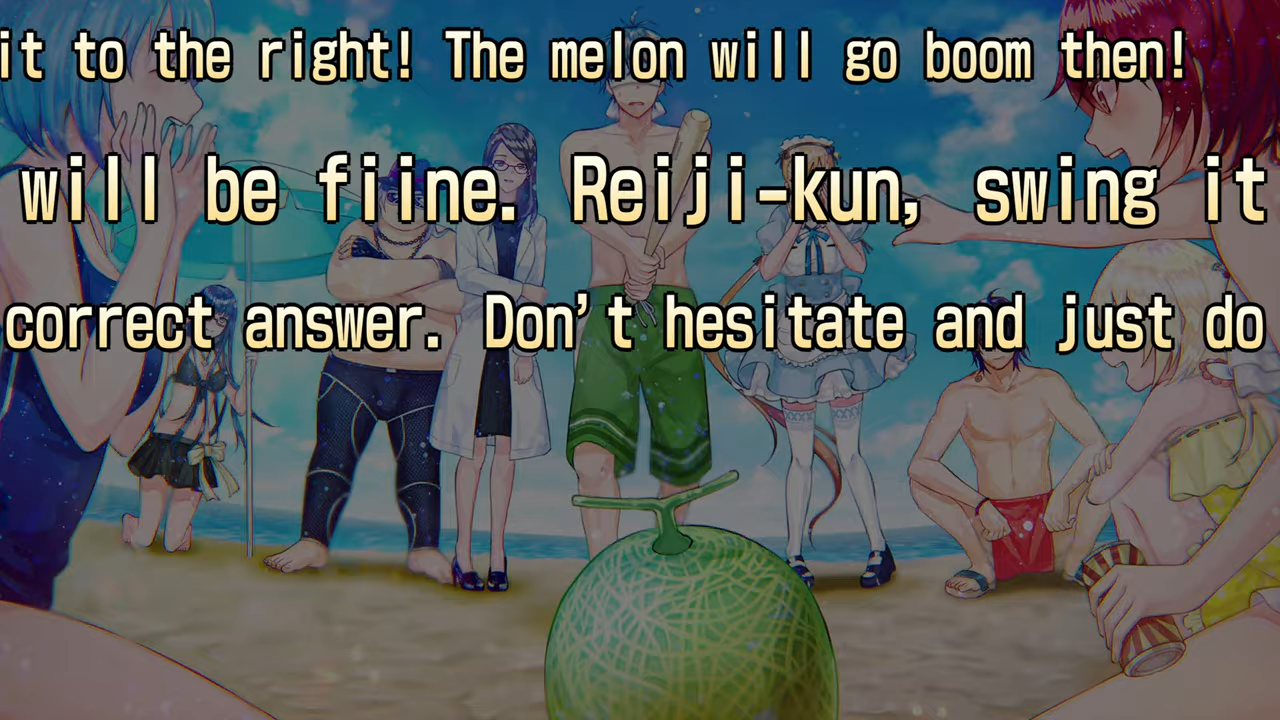 it to the right! The melon will go boom then!
will be fiine. Reiji-kun, swing it
correct answer. Don't hesitate and just do